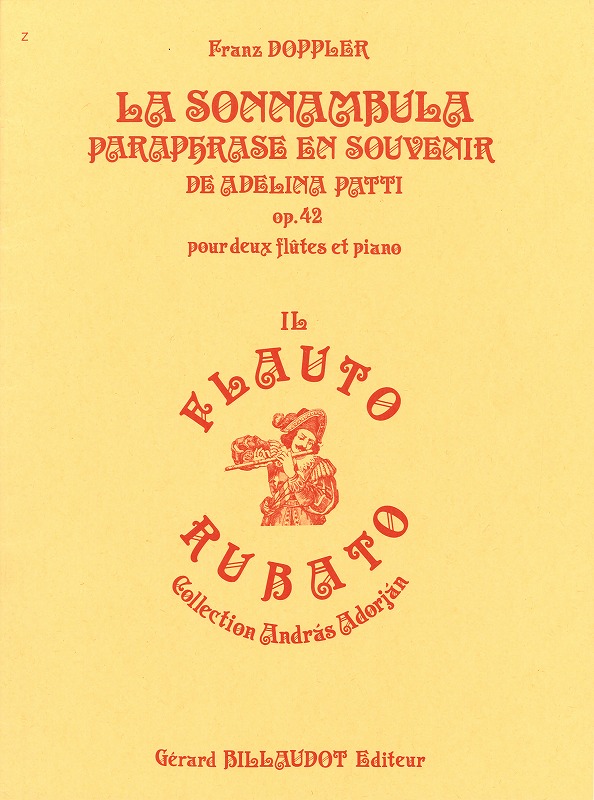 Z
Franz DOPPLER
LA SONNAMBULA
PARAPHRASE EN SOUVENIR
DE ADELINA PATTI
op.42
pour deux flûtes et piano
IL
FLAUTO
RUBATO
Collection András Adorján
Gérard BILLAUDOT Editeur